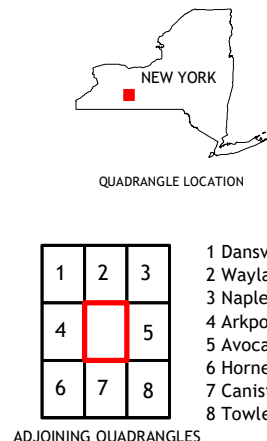 NEW YORK
QUADRANGLE LOCATION
1 2 3
4 5
6 7 8
1 Dansv
2 Wayla
3 Naple
4 Arkpo
5 Avoca
6 Horne
7 Canist
8 Towle
ADJOINING QUADRANGLES